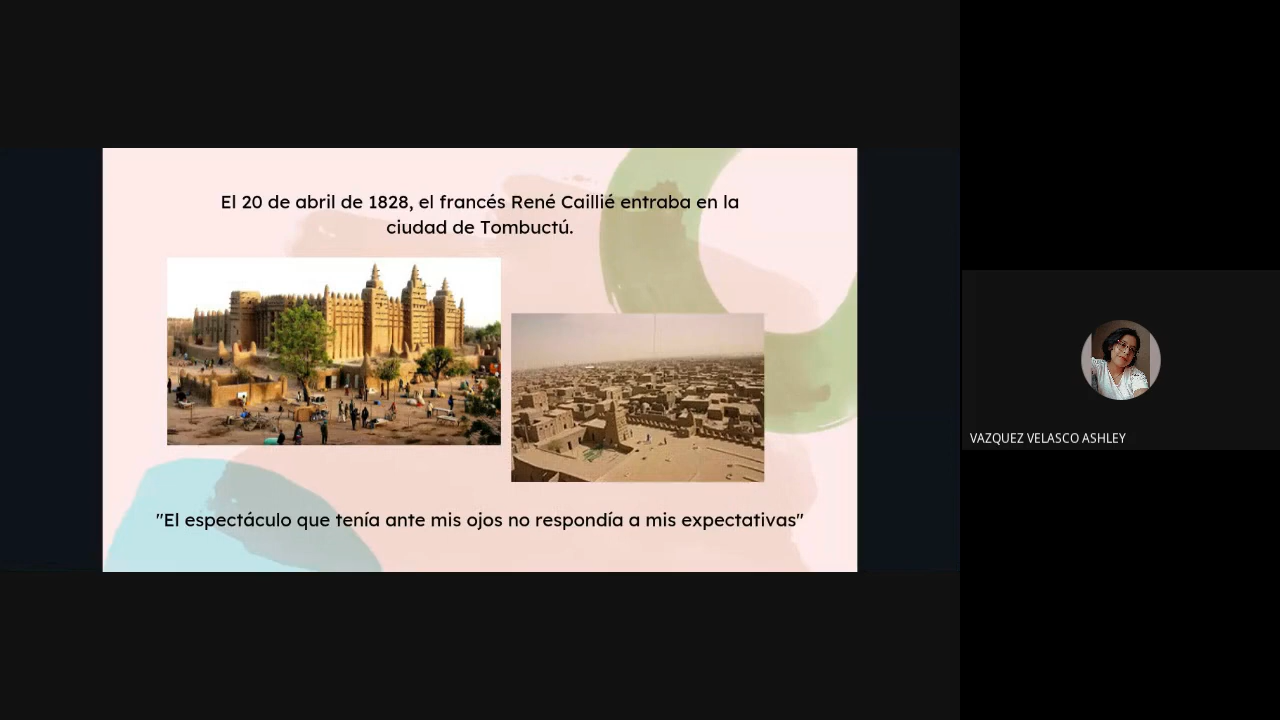 El 20 de abril de 1828, el francés René Caillié entraba en la
ciudad de Tombuctú.
"El espectáculo que tenía ante mis ojos no respondía a mis expectativas"
VAZQUEZ VELASCO ASHLEY